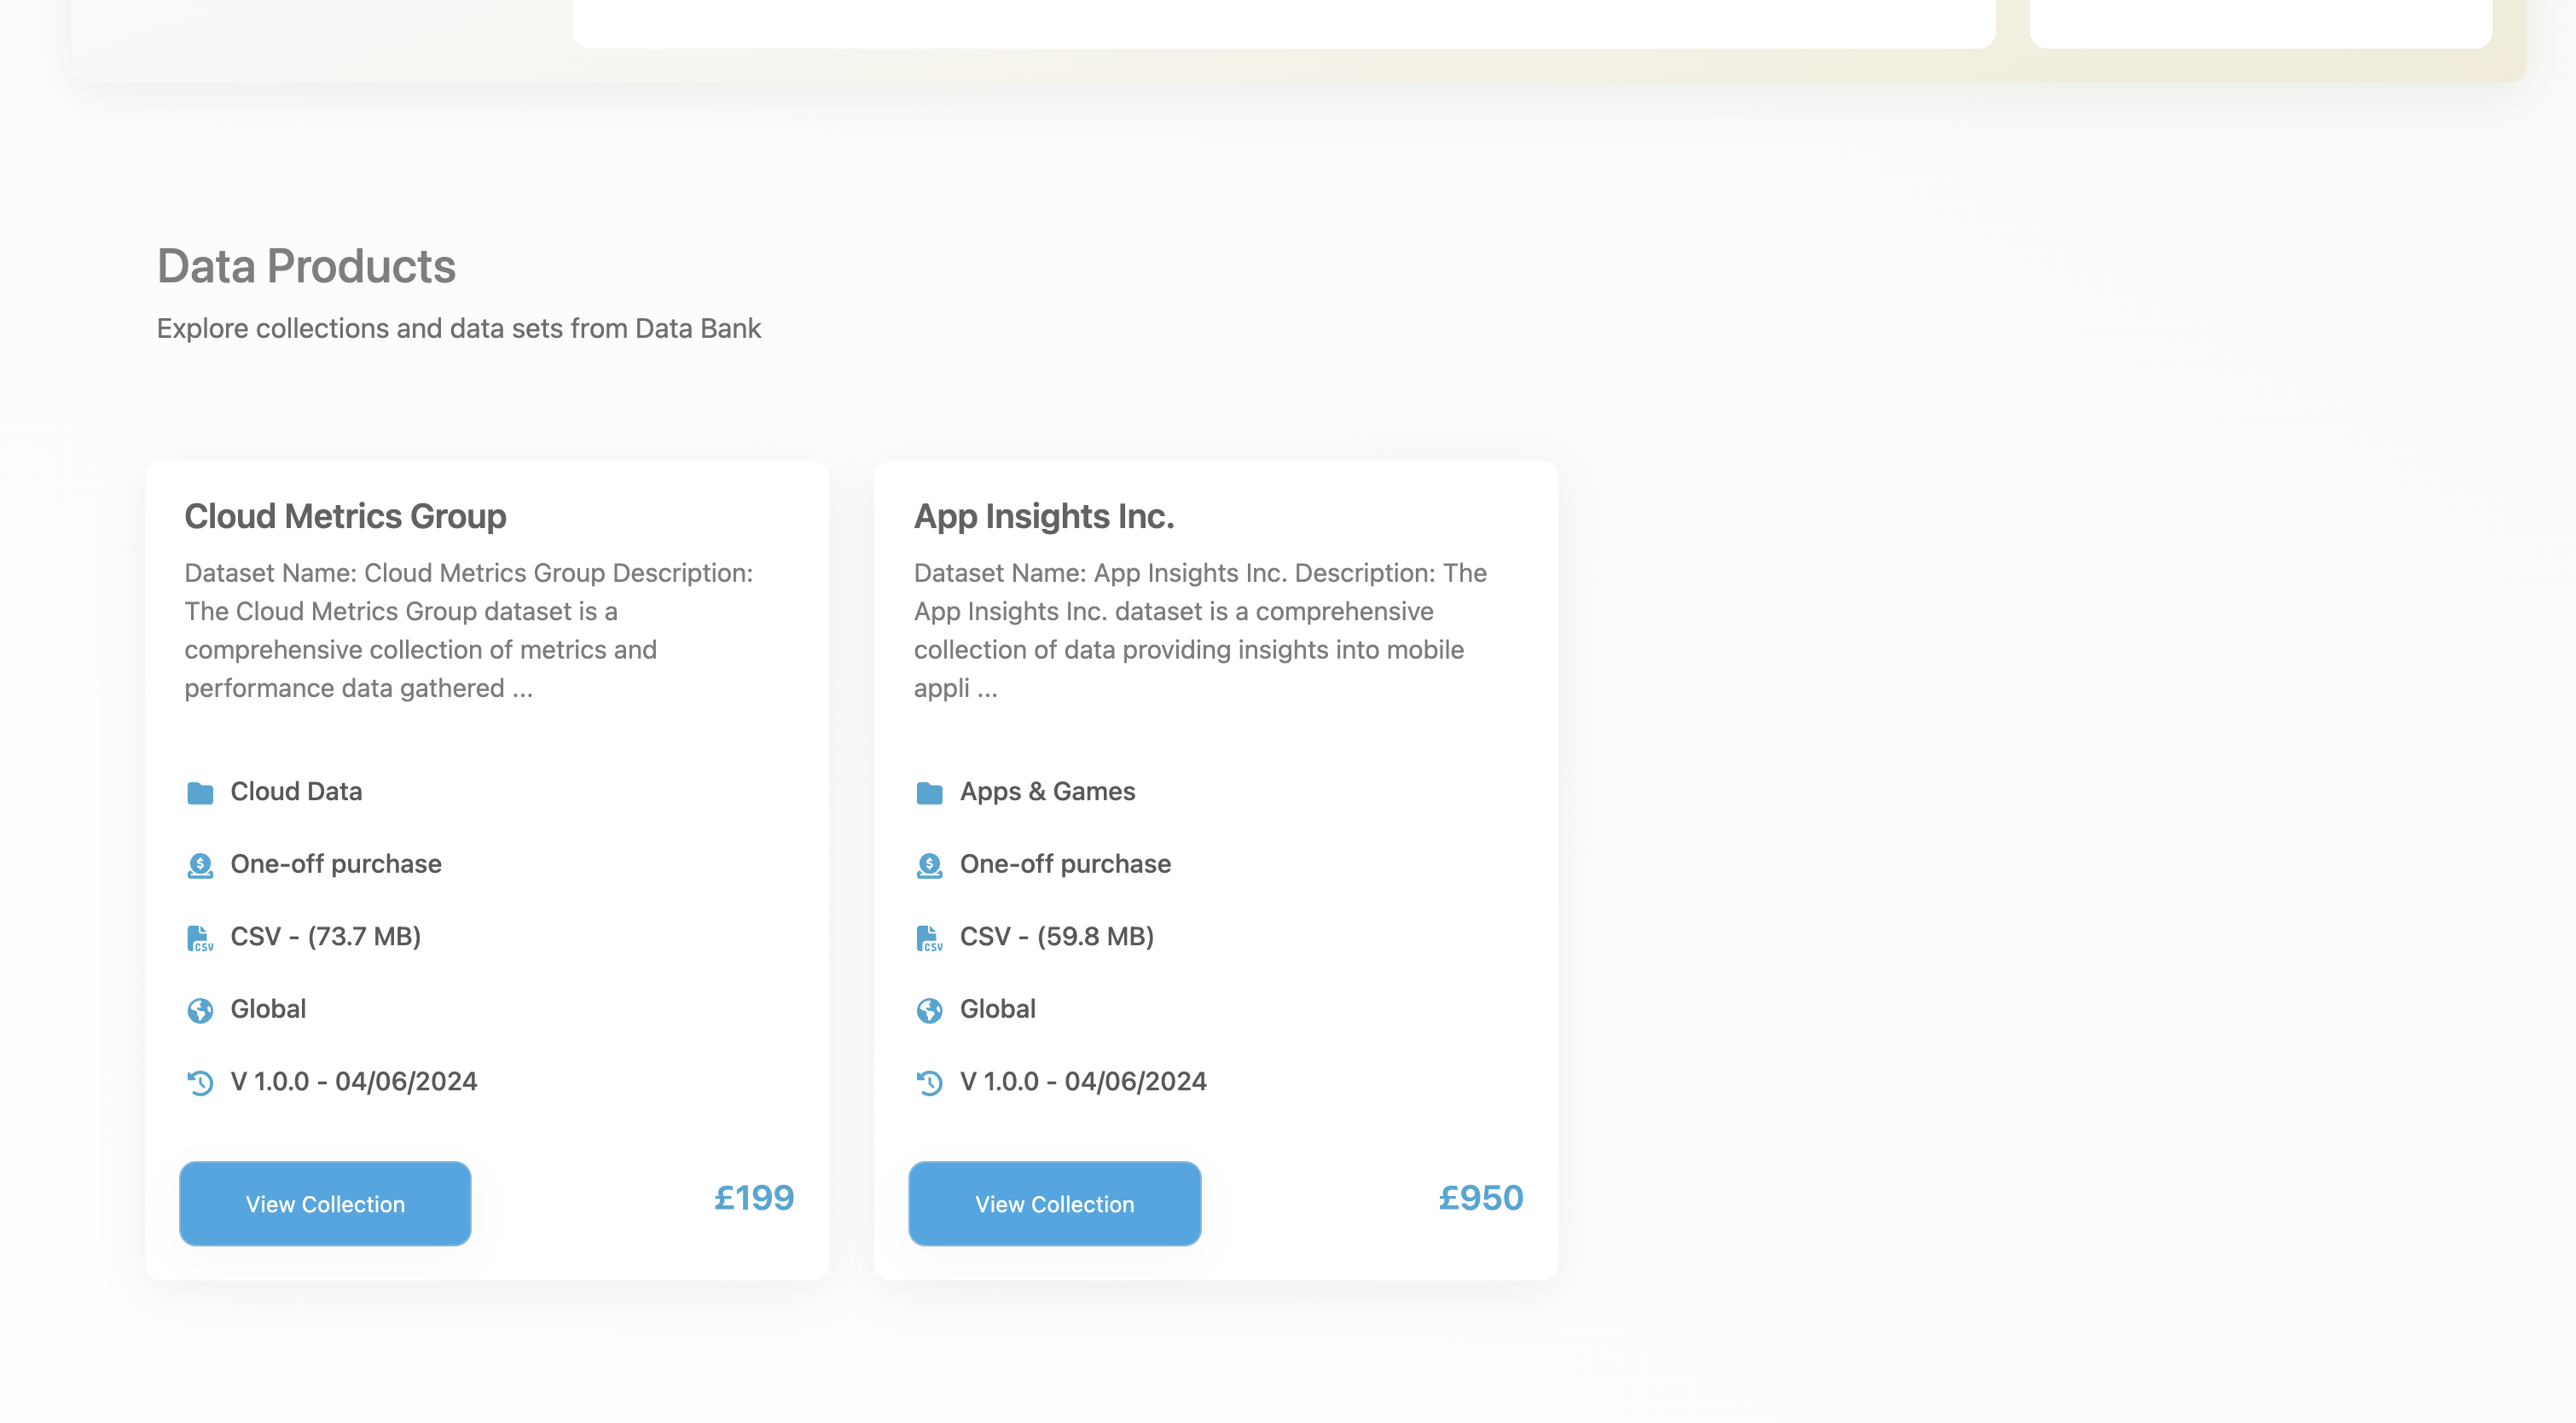 Data Products
Explore collections and data sets from Data Bank
Cloud Metrics Group
Dataset Name: Cloud Metrics Group Description:
The Cloud Metrics Group dataset is a
comprehensive collection of metrics and
performance data gathered ...
Cloud Data
$
One-off purchase
CSV
CSV - (73.7 MB)
Global
V 1.0.0 - 04/06/2024
View Collection
£199
App Insights Inc.
Dataset Name: App Insights Inc. Description: The
App Insights Inc. dataset is a comprehensive
collection of data providing insights into mobile
appli ...
Apps & Games
$
One-off purchase
CSV
CSV - (59.8 MB)
Global
V 1.0.0 - 04/06/2024
View Collection
£950